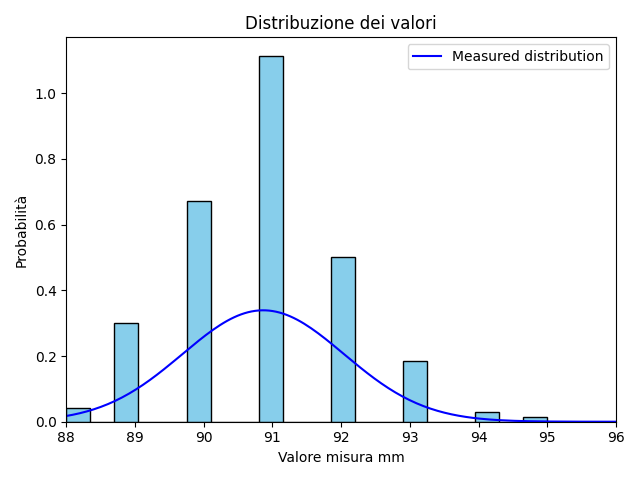 Distribuzione dei valori
Measured distribution
Probabilità
1.0
0.8
0.6
0.4
0.2
0.0
88 89 90 91 92 93 94 95 96
Valore misura mm